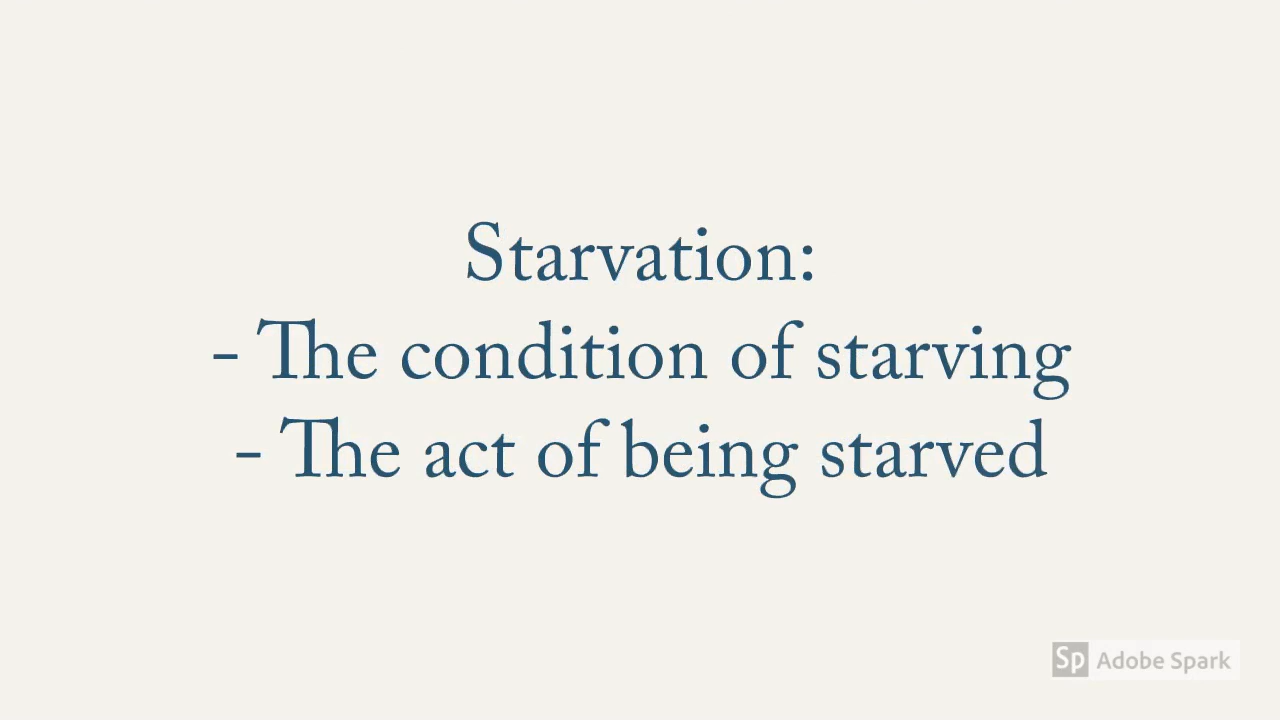 Starvation:
- The condition of starving
- The act of being starved
Sp Adobe Spark